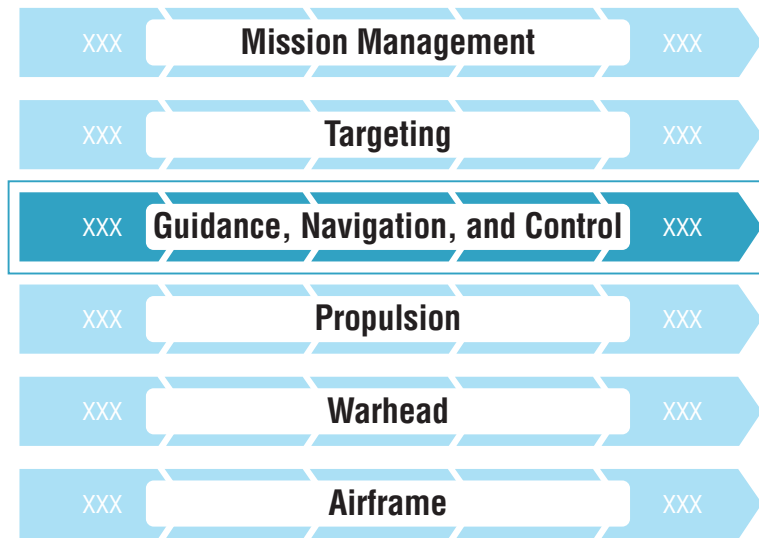 XXX Mission Management XXX
XXX Targeting XXX
XXX Guidance, Navigation, and Control XXX
XXX Propulsion XXX
XXX Warhead XXX
XXX Airframe XXX